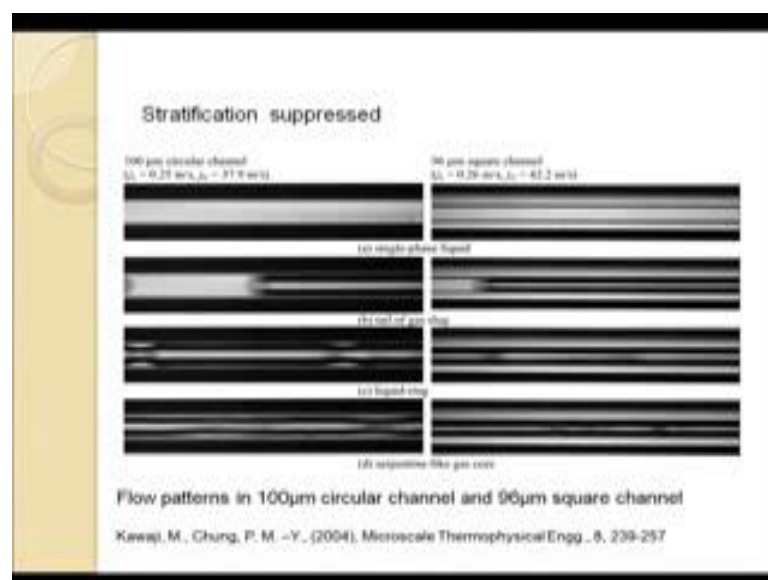 Stratification suppressed
100 μm circular channel
96 μm square channel
(a) single-phase liquid
(b) tail of gas slug
(c) liquid ring
(d) serpentine-like gas core
Flow patterns in 100μm circular channel and 96μm square channel
Kawaji, M., Chung, P. M. –Y., (2004), Microscale Thermophysical Engg., 8, 239-257